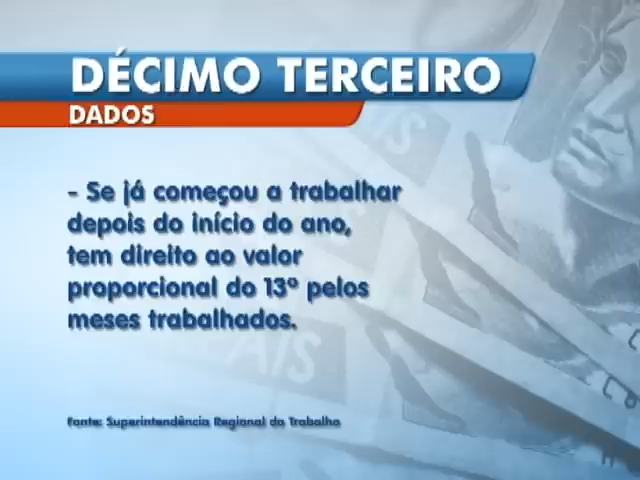 DÉCIMO TERCEIRO
DADOS
- Se já começou a trabalhar
depois do início do ano,
tem direito ao valor
proporcional do 13º pelos
meses trabalhados.
Fonte: Superintendência Regional do Trabalho